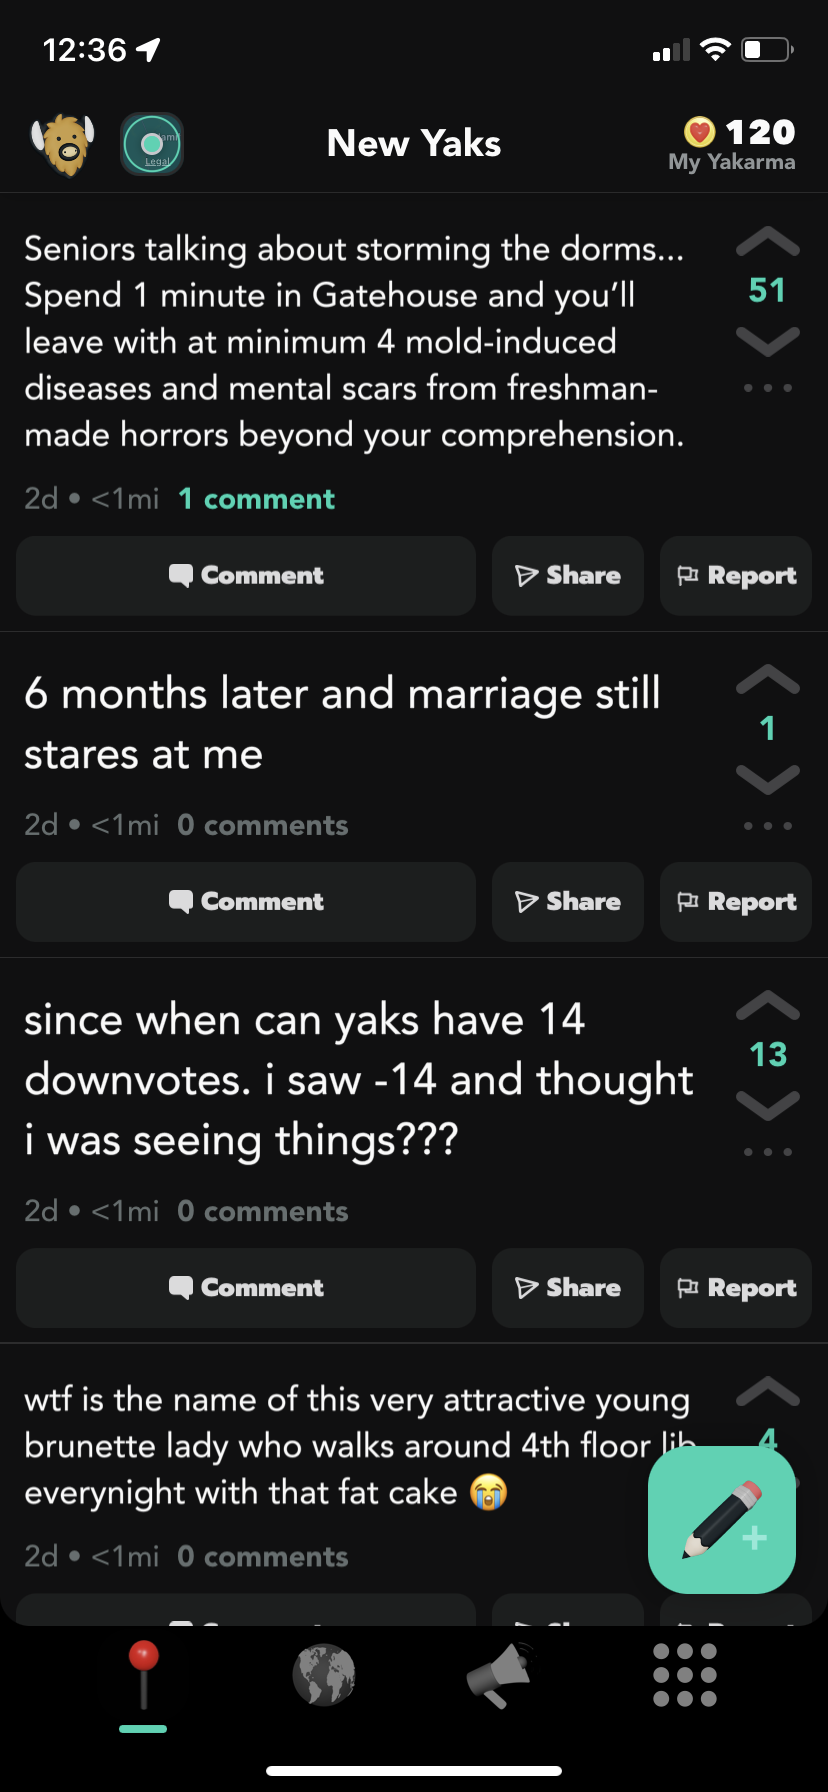 12:36
Legal
New Yaks
120
My Yakarma
Seniors talking about storming the dorms...
Spend 1 minute in Gatehouse and you’ll
leave with at minimum 4 mold-induced
diseases and mental scars from freshman-
made horrors beyond your comprehension.
51
2d • <1mi 1 comment
Comment Share Report
6 months later and marriage still
stares at me
1
2d • <1mi 0 comments
Comment Share Report
since when can yaks have 14
downvotes. i saw -14 and thought
i was seeing things???
13
2d • <1mi 0 comments
Comment Share Report
wtf is the name of this very attractive young
brunette lady who walks around 4th floor lib
everynight with that fat cake 😭
4
2d • <1mi 0 comments